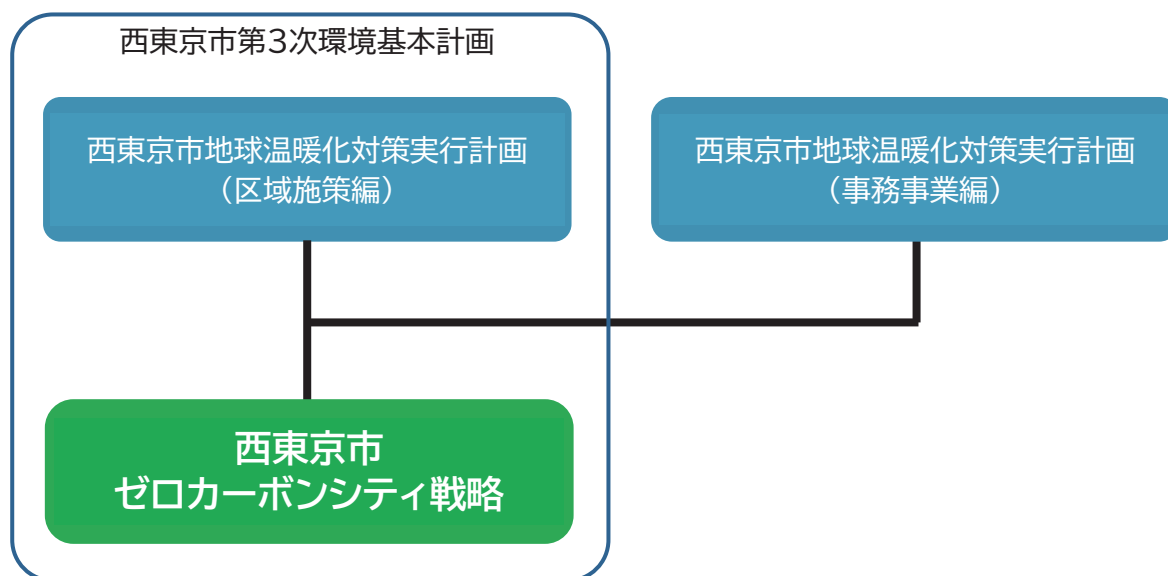 西東京市第3次環境基本計画
西東京市地球温暖化対策実行計画
（区域施策編）
西東京市地球温暖化対策実行計画
（事務事業編）
西東京市
ゼロカーボンシティ戦略